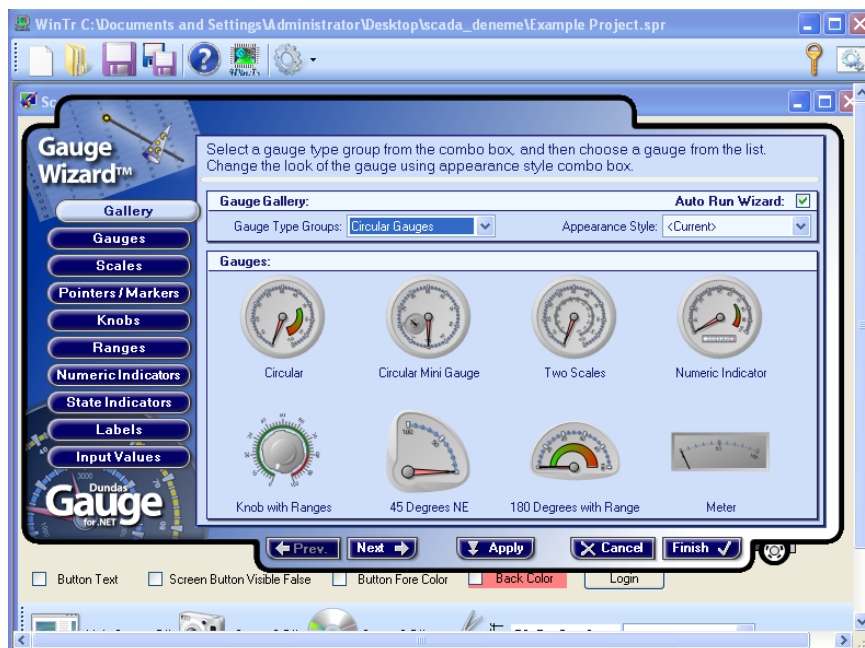 WinTr C:\Documents and Settings\Administrator\Desktop\scada_deneme\Example Project.spr
WinTr
Sc
Gauge
Wizard™
Select a gauge type group from the combo box, and then choose a gauge from the list.
Change the look of the gauge using appearance style combo box.
Gallery
Gauges
Scales
Pointers / Markers
Knobs
Ranges
Numeric Indicators
State Indicators
Labels
Input Values
Dundas
Gauge
for .NET
Gauge Gallery:
Auto Run Wizard:
Gauge Type Groups: Circular Gauges
Appearance Style: <Current>
Gauges:
Circular
Circular Mini Gauge
Two Scales
Numeric Indicator
Knob with Ranges
45 Degrees NE
180 Degrees with Range
Meter
Prev.
Next
Apply
Cancel
Finish
Button Text
Screen Button Visible False
Button Fore Color
Back Color
Login